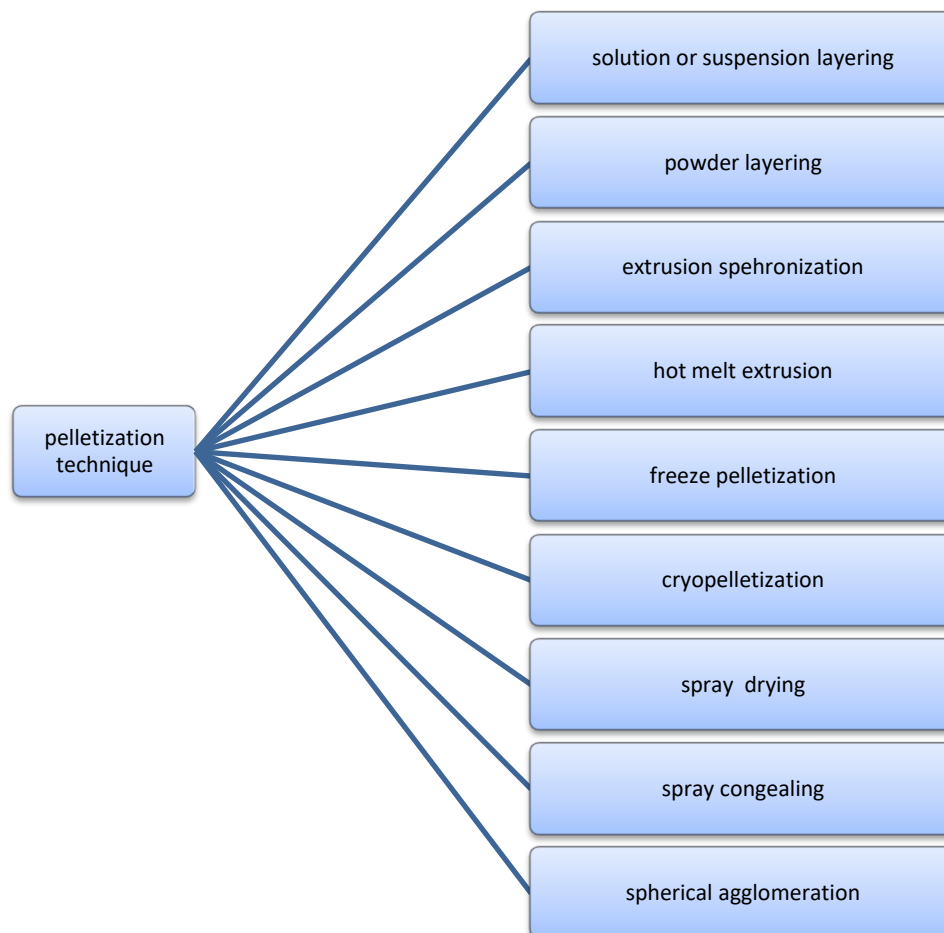 solution or suspension layering
powder layering
extrusion spehronization
hot melt extrusion
pelletization
technique
freeze pelletization
cryopelletization
spray  drying
spray congealing
spherical agglomeration